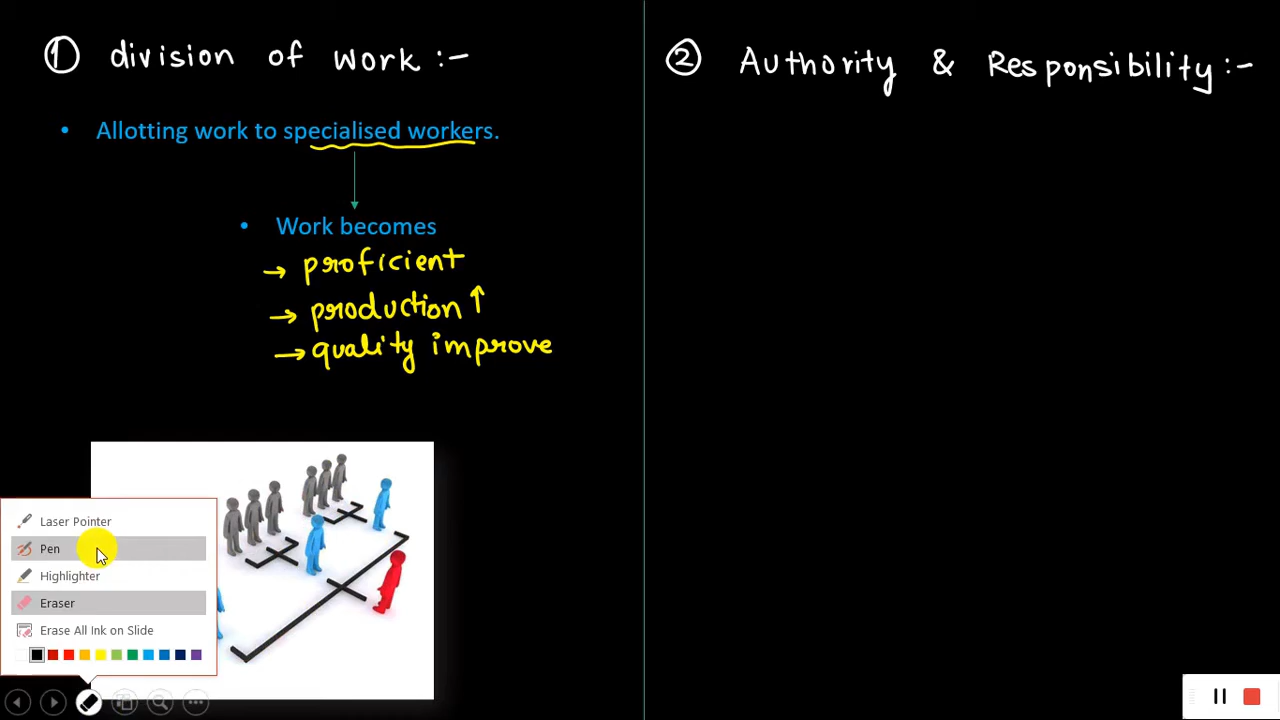 ① division of work :-
• Allotting work to specialised workers.
• Work becomes
→ proficient
→ production ↑
→ quality improve
② Authority & Responsibility :-
Laser Pointer
Pen
Highlighter
Eraser
Erase All Ink on Slide